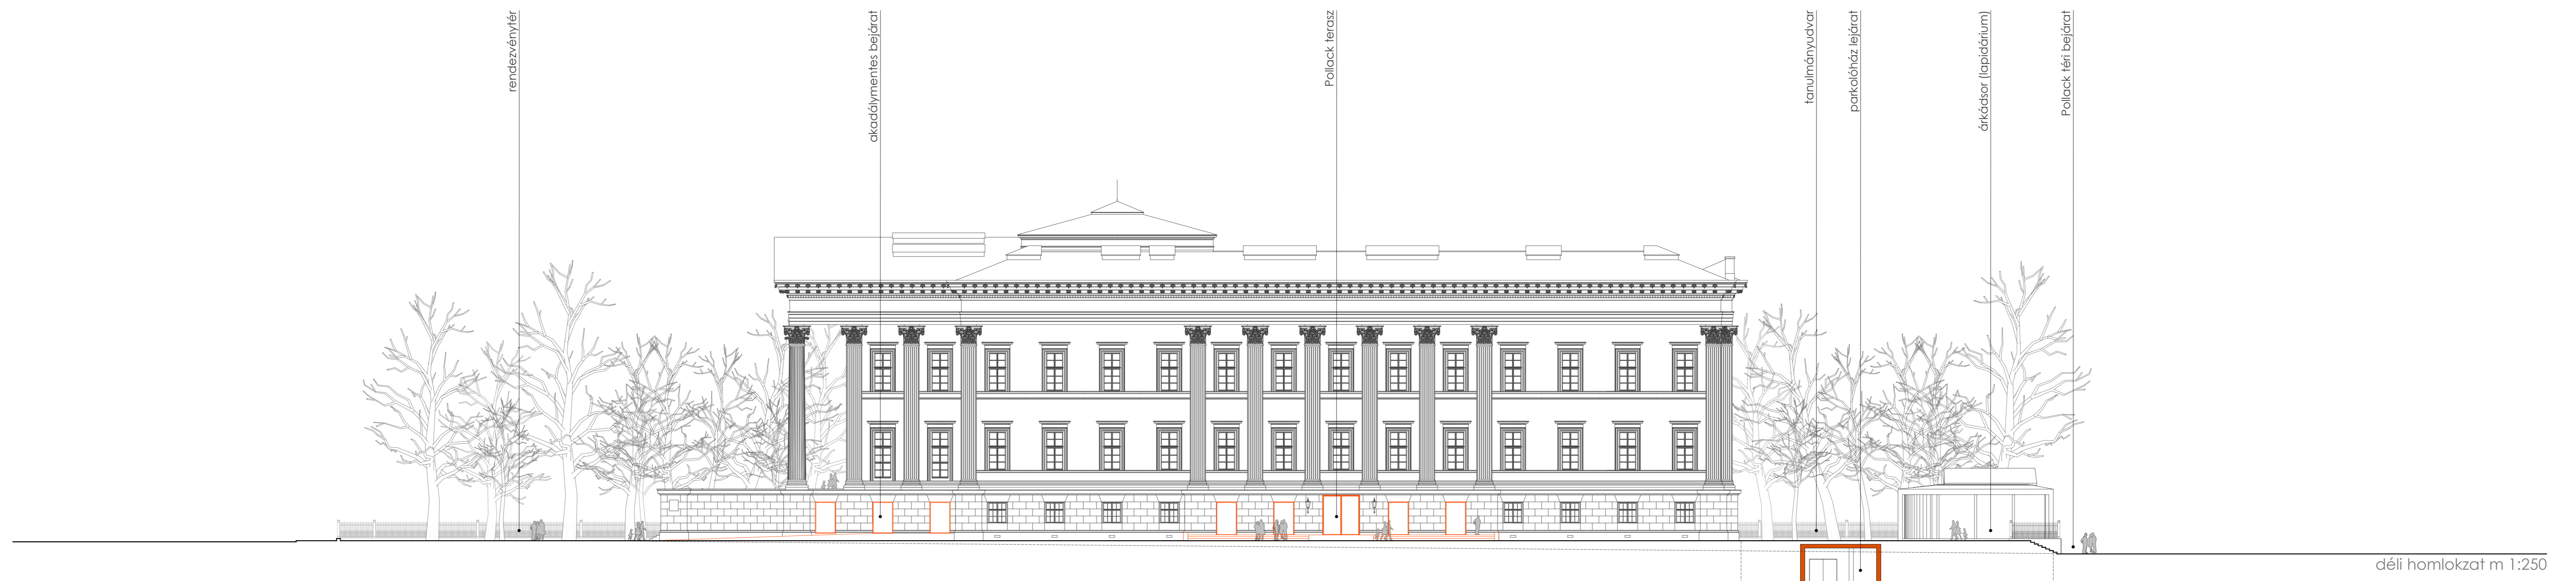 rendezvénytér
akadálymentes bejárat
Pollack terasz
tanulmányudvar
parkolóház lejárat
árkádsor (lapidárium)
Pollack téri bejárat
déli homlokzat m 1:250